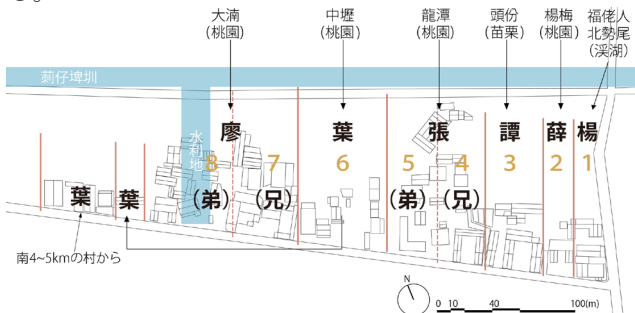 大湳
(桃園)
中壢
(桃園)
龍潭
(桃園)
頭份
(苗栗)
楊梅
(桃園)
福佬人
北勢尾
(渓湖)
莿仔埤圳
水利地
廖
葉
張
譚
薛
楊
8
7
6
5
4
3
2
1
葉
葉
(弟)
(兄)
(弟)
(兄)
南4~5kmの村から
N
0 10 40 100(m)